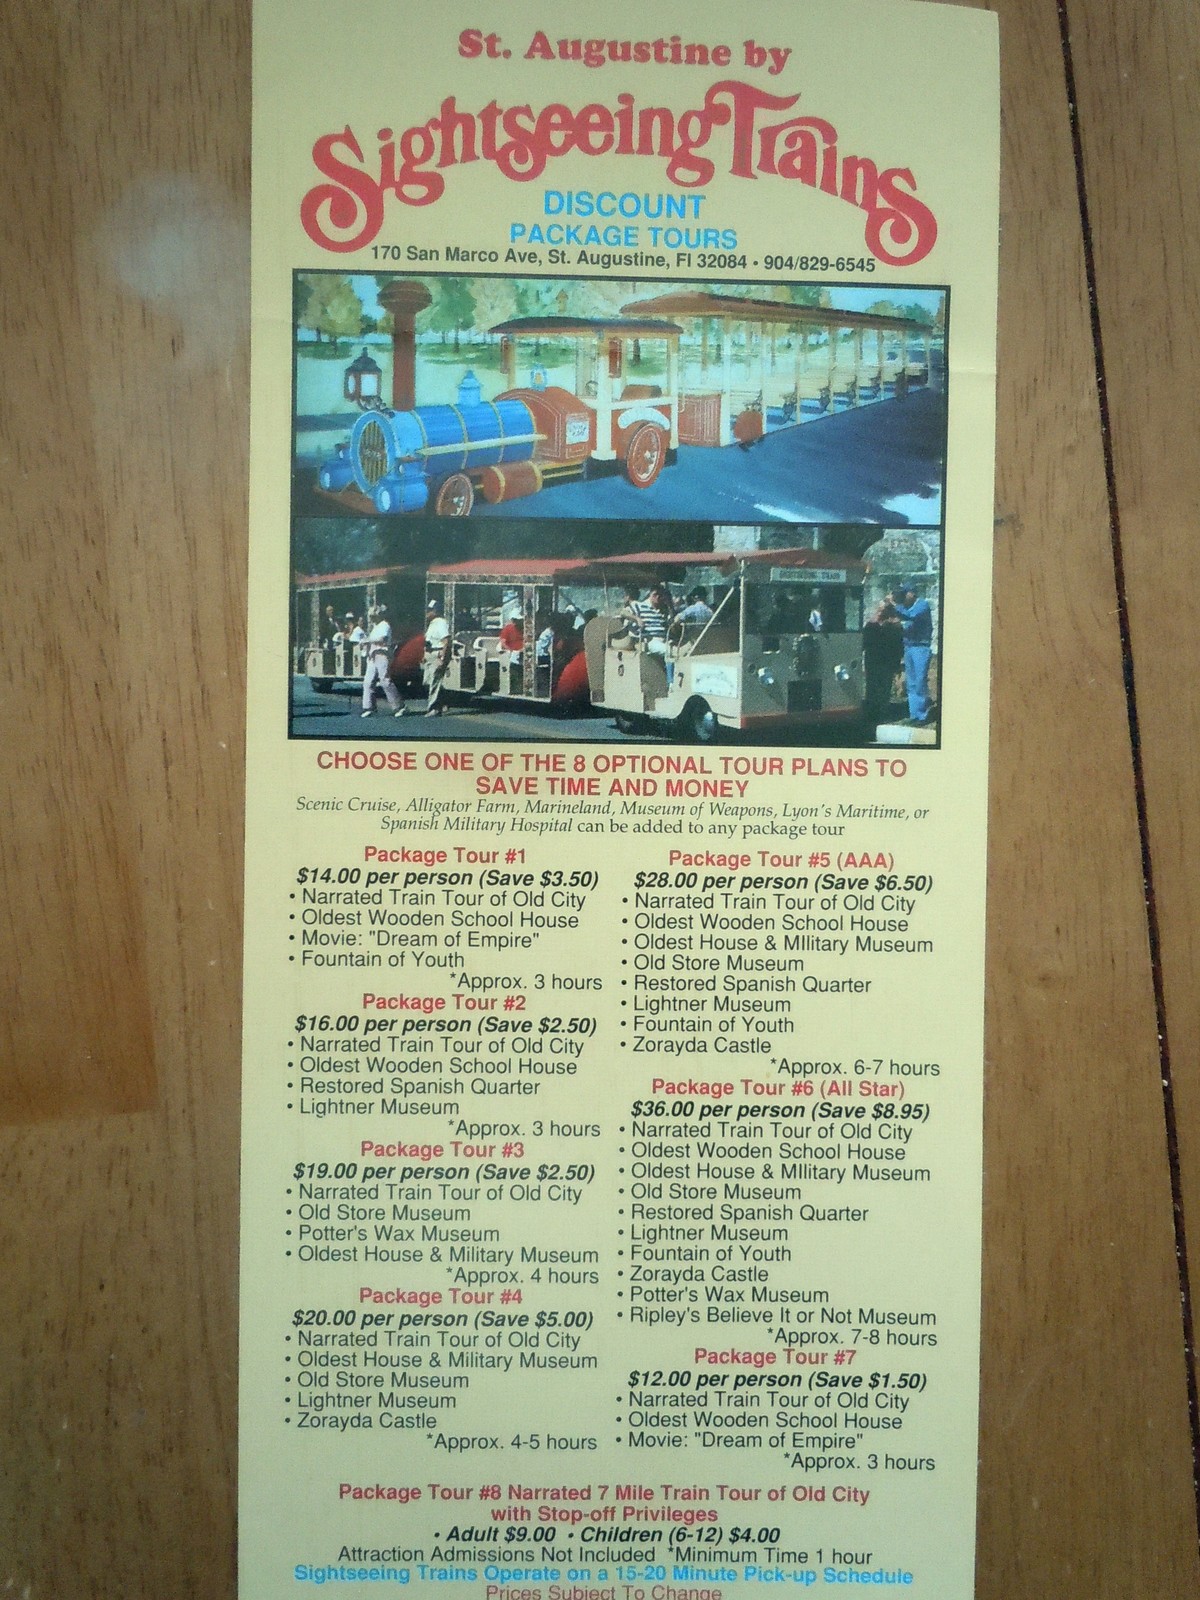 St. Augustine by
Sightseeing Trains
DISCOUNT
PACKAGE TOURS
170 San Marco Ave, St. Augustine, Fl 32084 • 904/829-6545
SIGHTSEEING TRAIN
6
7
CHOOSE ONE OF THE 8 OPTIONAL TOUR PLANS TO
SAVE TIME AND MONEY
Scenic Cruise, Alligator Farm, Marineland, Museum of Weapons, Lyon's Maritime, or
Spanish Military Hospital can be added to any package tour
Package Tour #1
$14.00 per person (Save $3.50)
• Narrated Train Tour of Old City
• Oldest Wooden School House
• Movie: "Dream of Empire"
• Fountain of Youth
*Approx. 3 hours
Package Tour #2
$16.00 per person (Save $2.50)
• Narrated Train Tour of Old City
• Oldest Wooden School House
• Restored Spanish Quarter
• Lightner Museum
*Approx. 3 hours
Package Tour #3
$19.00 per person (Save $2.50)
• Narrated Train Tour of Old City
• Old Store Museum
• Potter's Wax Museum
• Oldest House & Military Museum
*Approx. 4 hours
Package Tour #4
$20.00 per person (Save $5.00)
• Narrated Train Tour of Old City
• Oldest House & Military Museum
• Old Store Museum
• Lightner Museum
• Zorayda Castle
*Approx. 4-5 hours
Package Tour #5 (AAA)
$28.00 per person (Save $6.50)
• Narrated Train Tour of Old City
• Oldest Wooden School House
• Oldest House & MIlitary Museum
• Old Store Museum
• Restored Spanish Quarter
• Lightner Museum
• Fountain of Youth
• Zorayda Castle
*Approx. 6-7 hours
Package Tour #6 (All Star)
$36.00 per person (Save $8.95)
• Narrated Train Tour of Old City
• Oldest Wooden School House
• Oldest House & MIlitary Museum
• Old Store Museum
• Restored Spanish Quarter
• Lightner Museum
• Fountain of Youth
• Zorayda Castle
• Potter's Wax Museum
• Ripley's Believe It or Not Museum
*Approx. 7-8 hours
Package Tour #7
$12.00 per person (Save $1.50)
• Narrated Train Tour of Old City
• Oldest Wooden School House
• Movie: "Dream of Empire"
*Approx. 3 hours
Package Tour #8 Narrated 7 Mile Train Tour of Old City
with Stop-off Privileges
• Adult $9.00 • Children (6-12) $4.00
Attraction Admissions Not Included *Minimum Time 1 hour
Sightseeing Trains Operate on a 15-20 Minute Pick-up Schedule
Prices Subject To Change